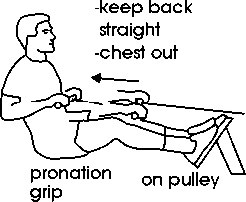 -keep back
straight
-chest out
pronation
grip
on pulley